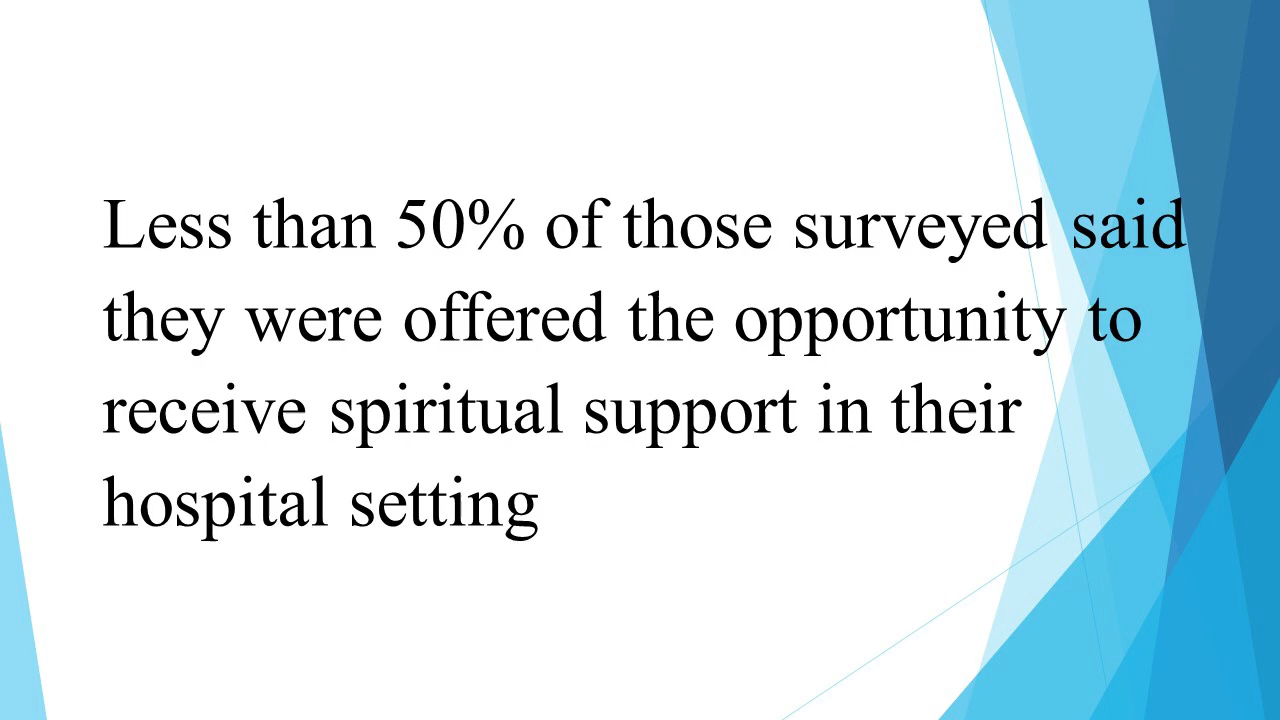 Less than 50% of those surveyed said
they were offered the opportunity to
receive spiritual support in their
hospital setting